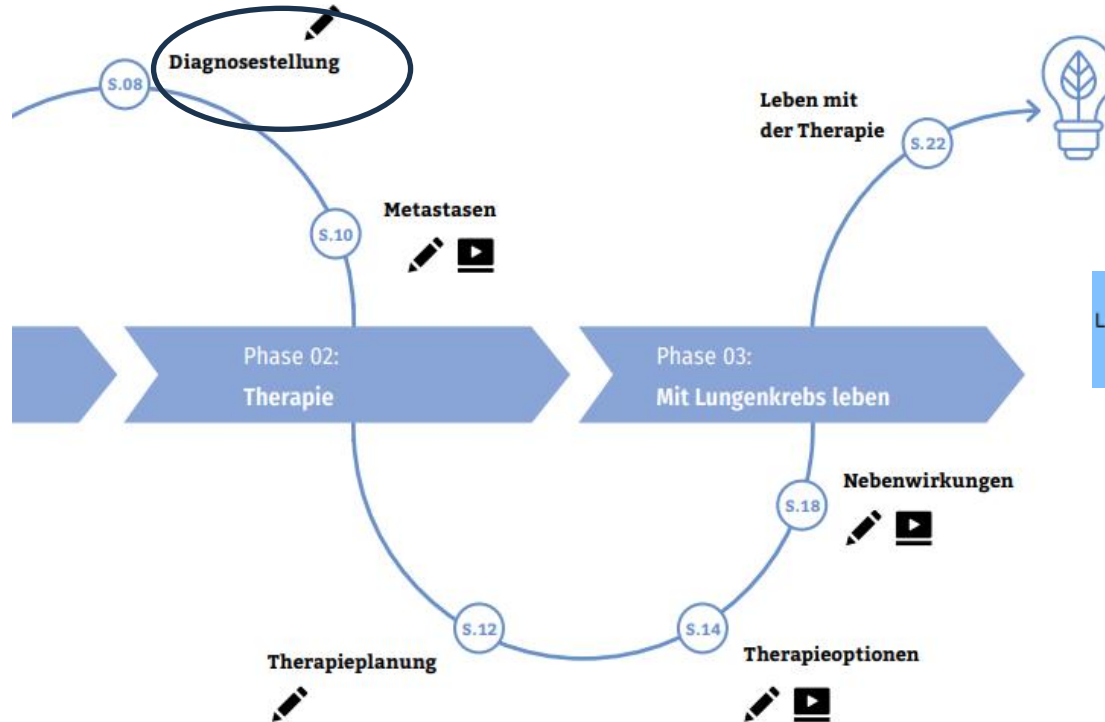 Diagnosestellung
S.08
Leben mit
der Therapie
S.22
Metastasen
S.10
L
Phase 02:
Therapie
Phase 03:
Mit Lungenkrebs leben
Nebenwirkungen
S.18
S.12
S.14
Therapieplanung
Therapieoptionen